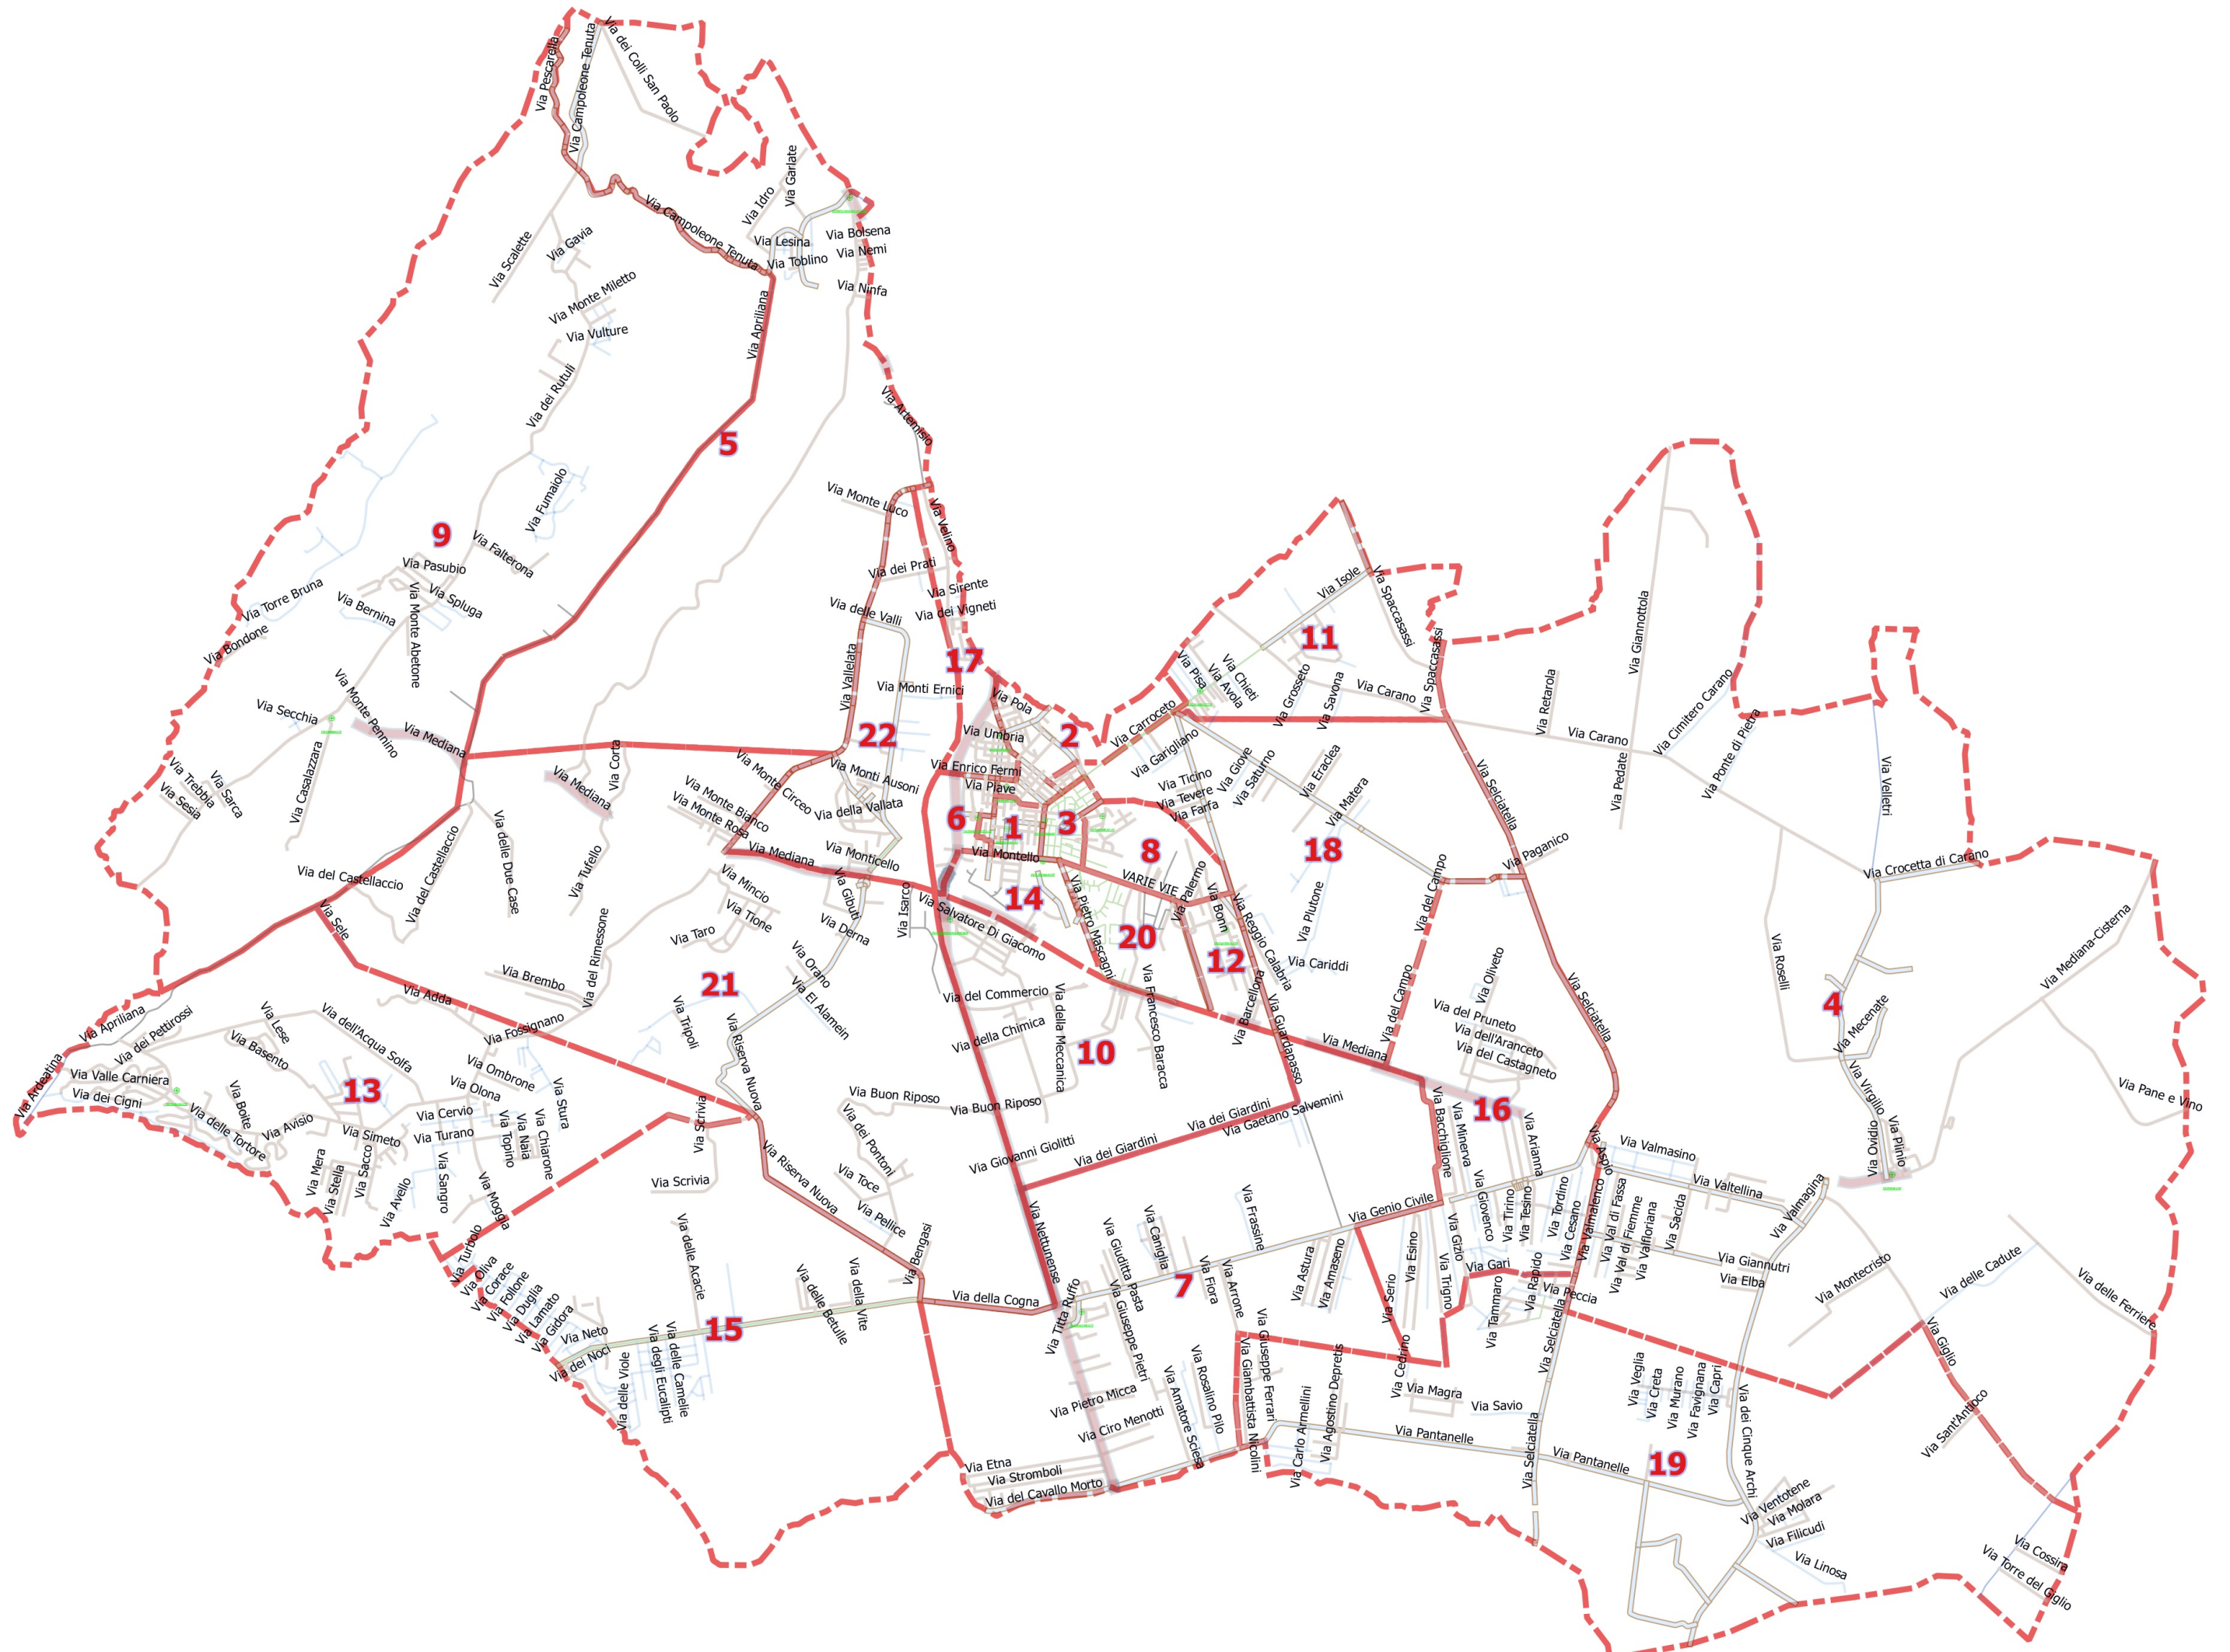 Via Pescarella
Via Campoleone Tenuta
Via dei Colli San Paolo
Via Garlate
Via Idro
Via Campoleone Tenuta
Via Lesina
Via Bolsena
Via Nemi
Via Toblino
Via Ninfa
Via Scalette
Via Gavia
Via Monte Miletto
Via Vulture
Via Apriliana
Via dei Rutuli
Via Artemisio
5
Via Fumaiolo
Via Monte Luco
Via Velino
9
Via Falterona
Via Pasubio
Via Spluga
Via dei Prati
Via Sirente
Via Torre Bruna
Via Bernina
Via Monte Abetone
Via delle Valli
Via dei Vigneti
Via Bondone
17
Via Isole
Via Spaccasassi
11
Via Giannottola
Via Pisa
Via Avola
Via Chieti
Via Grosseto
Via Savona
Via Carano
Via Spaccasassi
Via Retarola
Via Carano
Via Cimitero Carano
Via Ponte di Pietra
Via Pedate
Via Velletri
Via Secchia
Via Monte Pennino
Via Mediana
Via Vallelata
Via Monti Ernici
22
Via Pola
Via Umbria
2
Via Carroceto
Via Garigliano
Via Casalazzara
Via Trebbia
Via Sarca
Via Sesia
Via Mediana
Via Corta
Via Monte Circeo
Via Monti Ausoni
Via Enrico Fermi
Via Piave
Via Ticino
Via Giove
Via Saturno
Via Eraclea
Via Matera
Via Selciatella
Via Monte Bianco
Via Monte Rosa
Via della Vallata
6
1
3
Via Tevere
Via Farfa
8
18
Via del Castellaccio
Via delle Due Case
Via Tufello
Via Mediana
Via Monticello
Via Montello
VARIE VIE
Via Palermo
Via Paganico
Via Crocetta di Carano
Via del Castellaccio
Via Mincio
Via Tione
Via Gibuti
Via Isarco
Via Salvatore Di Giacomo
14
Via Pietro Mascagni
20
Via Bonn
12
Via Reggio Calabria
Via Plutone
Via del Campo
Via Sele
Via del Rimessone
Via Taro
Via Derna
Via Cariddi
Via Roselli
Via Mediana-Cisterna
Via Brembo
Via Adda
21
Via Orano
Via El Alamein
Via del Commercio
Via Francesco Baracca
Via Barcellona
Via Guardapasso
Via del Campo
Via Oliveto
Via Selciatella
4
Via Apriliana
Via dei Pettirossi
Via Lese
Via dell'Acqua Solfa
Via Fossignano
Via Tripoli
Via Riserva Nuova
Via della Chimica
Via della Meccanica
10
Via Mediana
Via del Pruneto
Via dell'Aranceto
Via del Castagneto
Via Mecenate
Via Ardeatina
Via Valle Carniera
Via Basento
Via dei Cigni
13
Via Ombrone
Via Olona
Via Stura
Via Buon Riposo
Via Buon Riposo
16
Via Virgilio
Via Pane e Vino
Via delle Tortore
Via Boite
Via Avisio
Via Simeto
Via Cervio
Via Turano
Via Topino
Via Naia
Via Chiarone
Via Scrivia
Via dei Pontoni
Via dei Giardini
Via Gaetano Salvemini
Via Bacchiglione
Via Minerva
Via Arianna
Via Aspio
Via Valmasino
Via Ovidio
Via Plinio
Via Mera
Via Stella
Via Sacco
Via Avello
Via Sangro
Via Moggia
Via Scrivia
Via Riserva Nuova
Via Toce
Via Giovanni Giolitti
Via dei Giardini
Via Giovenco
Via Tirino
Via Tesino
Via Tordino
Via Cesano
Via Valmalenco
Via Val di Fassa
Via Val di Fiemme
Via Valfloriana
Via Sacida
Via Valtellina
Via Valmagina
Via Turbolo
Via delle Acacie
Via Pellice
Via Bengasi
Via Nettunense
Via Caniglia
Via Frassine
Via Genio Civile
Via Gizio
Via Giannutri
Via Elba
Via Oliva
Via Corace
Via Follone
Via Duglia
Via Lamato
Via Gidora
Via delle Betulle
Via della Vite
Via della Cogna
Via Titta Ruffo
Via Giuditta Pasta
Via Giuseppe Pietri
7
Via Fiora
Via Arrone
Via Astura
Via Amaseno
Via Serio
Via Esino
Via Trigno
Via Gari
Via Tammaro
Via Rapido
Via Peccia
Via Montecristo
Via delle Cadute
Via delle Ferriere
15
Via Neto
Via dei Noci
Via delle Viole
Via degli Eucalipti
Via delle Camelie
Via Pietro Micca
Via Ciro Menotti
Via Amatore Sciesa
Via Rosalino Pilo
Via Giambattista Nicolini
Via Giuseppe Ferrari
Via Carlo Armellini
Via Agostino Depretis
Via Cedrino
Via Magra
Via Savio
Via Selciatella
Via Veglia
Via Creta
Via Murano
Via Favignana
Via Capri
Via dei Cinque Archi
Via Giglio
Via Sant'Antioco
Via Pantanelle
Via Pantanelle
Via Selciatella
19
Via Etna
Via Stromboli
Via del Cavallo Morto
Via Ventotene
Via Molara
Via Filicudi
Via Linosa
Via Cossira
Via Torre del Giglio